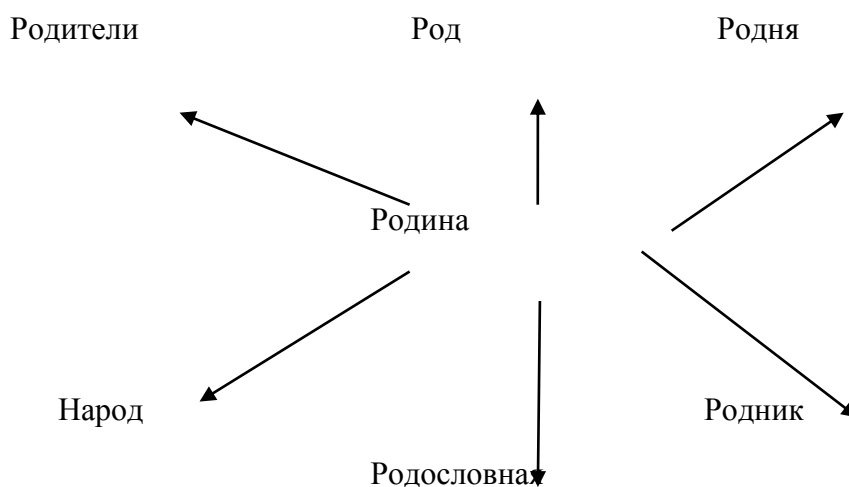 Родители Род Родня
Родина
Народ Родник
Родословная